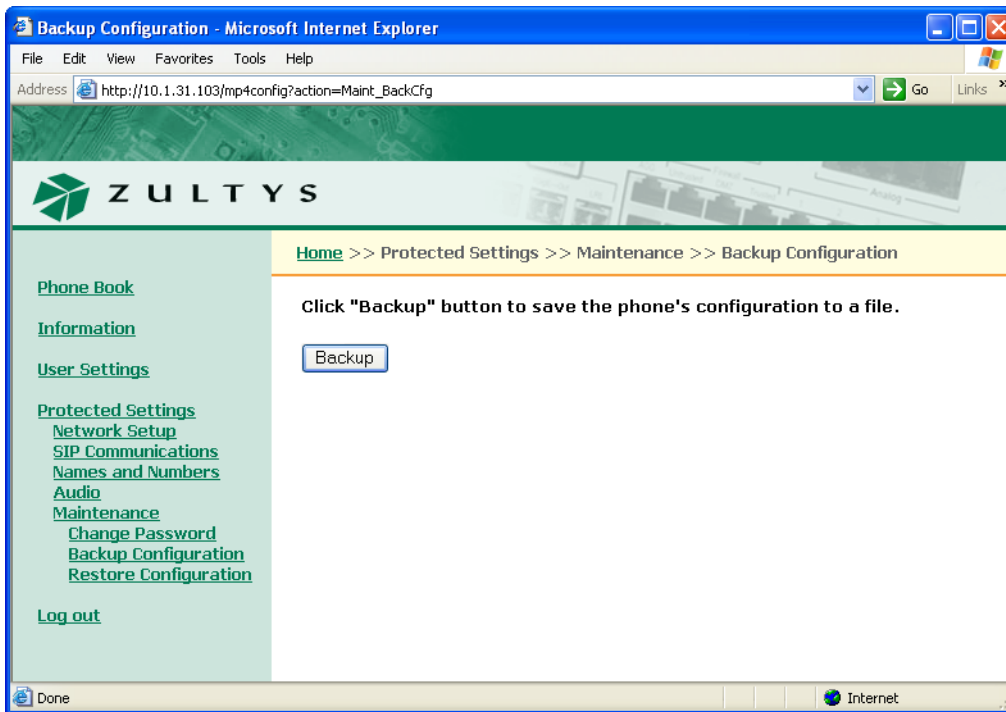 Backup Configuration - Microsoft Internet Explorer
File Edit View Favorites Tools Help
Address http://10.1.31.103/mp4config?action=Maint_BackCfg Go Links »
ZULTYS
Home >> Protected Settings >> Maintenance >> Backup Configuration
Phone Book
Information
User Settings
Protected Settings
Network Setup
SIP Communications
Names and Numbers
Audio
Maintenance
Change Password
Backup Configuration
Restore Configuration
Log out
Click "Backup" button to save the phone's configuration to a file.
Backup
Done Internet